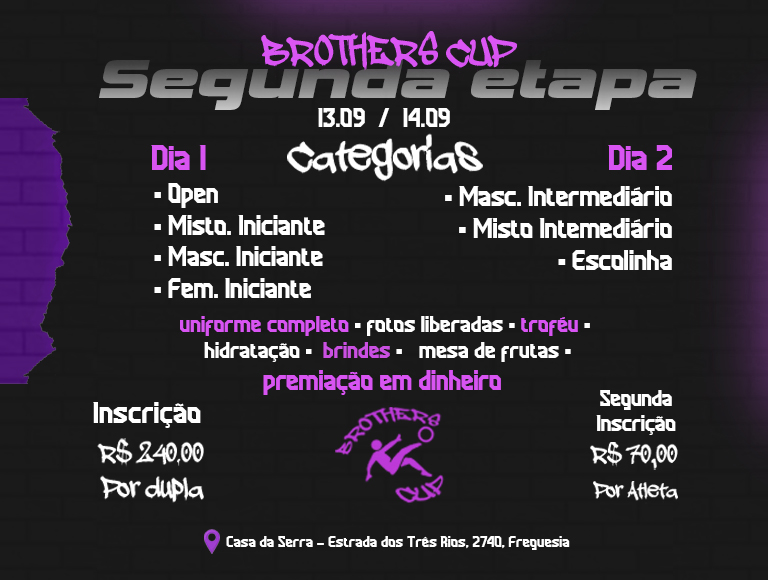 BROTHERS CUP
Segunda etapa
13.09 / 14.09
Categorias
Dia 1
▪ Open
▪ Misto. Iniciante
▪ Masc. Iniciante
▪ Fem. Iniciante
Dia 2
▪ Masc. Intermediário
▪ Misto Intemediário
▪ Escolinha
uniforme completo ▪ fotos liberadas ▪ troféu ▪
hidratação ▪ brindes ▪ mesa de frutas ▪
premiação em dinheiro
Inscrição
R$ 240,00
Por dupla
BROTHERS
CUP
Segunda
Inscrição
R$ 70,00
Por Atleta
Casa da Serra - Estrada dos Três Rios, 2740, Freguesia